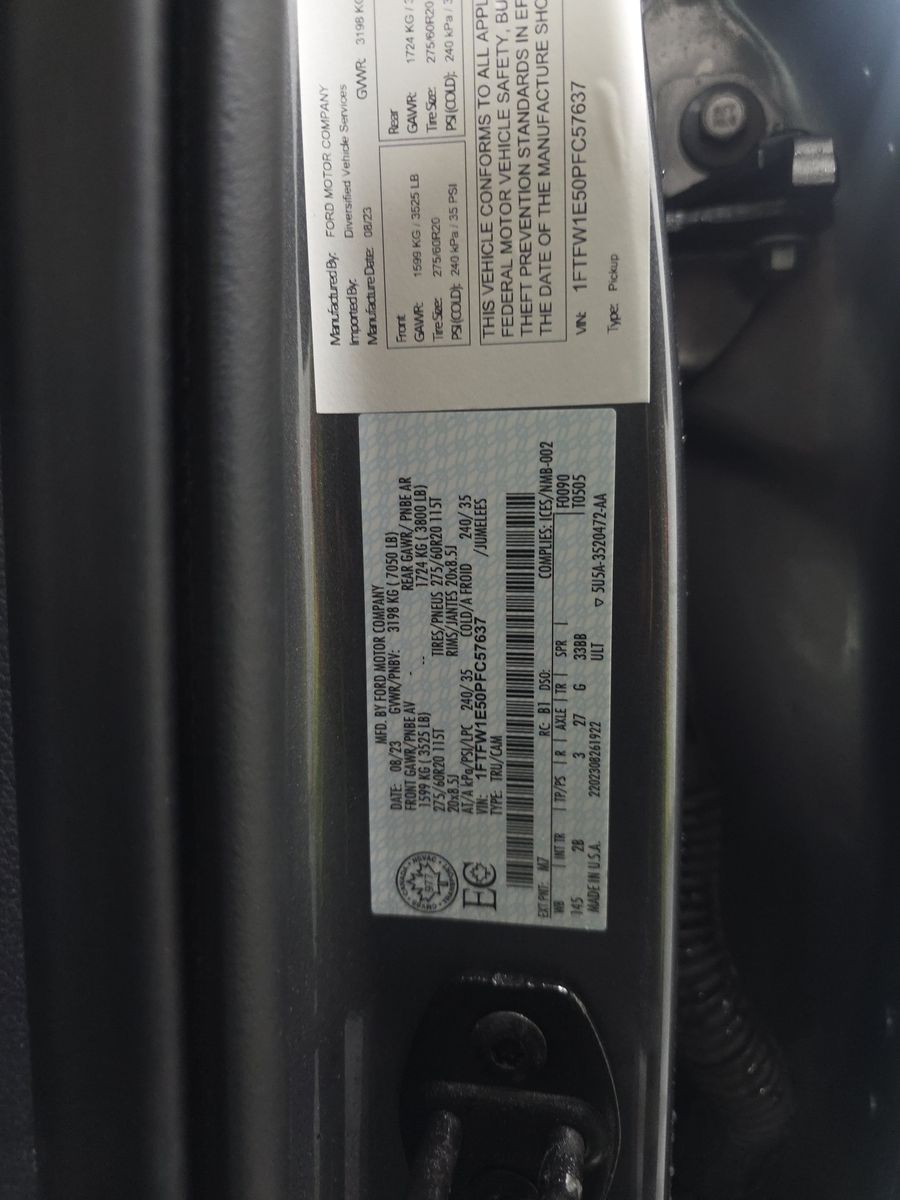 Manufactured By: FORD MOTOR COMPANY
Imported By: Diversified Vehicle Services
Manufacture Date: 08/23 GVWR: 3198 KG
Front
GAWR: 1599 KG / 3525 LB
Tire Size: 275/60R20
PSI(COLD): 240 kPa / 35 PSI
Rear
GAWR: 1724 KG /
Tire Size: 275/60R20
PSI(COLD): 240 kPa /
THIS VEHICLE CONFORMS TO ALL APPL
FEDERAL MOTOR VEHICLE SAFETY, BU
THEFT PREVENTION STANDARDS IN EF
THE DATE OF THE MANUFACTURE SHO
VIN: 1FTFW1E50PFC57637
Type: Pickup
MFD. BY FORD MOTOR COMPANY
DATE: 08/23 GVWR/PNBV: 3198 KG ( 7050 LB)
FRONT GAWR/PNBE AV REAR GAWR/ PNBE AR
1599 KG ( 3525 LB) 1724 KG ( 3800 LB)
275/60R20 115T TIRES/PNEUS 275/60R20 115T
20x8.5J RIMS/JANTES 20x8.5J
AT/A kPa/PSI/LPC 240/ 35 COLD/A FROID 240/ 35
VIN: 1FTFW1E50PFC57637 /JUMELEES
TYPE: TRU/CAM
EXT PNT: M7 RC: B1 DSO: COMPLIES: ICES/NMB-002
WB | INT TR | TP/PS | R | AXLE | TR | SPR | F0090
145 2B 3 27 G 33BB T0505
MADE IN U.S.A. 2202308261922 ULT ▽ 5U5A-3520472-AA